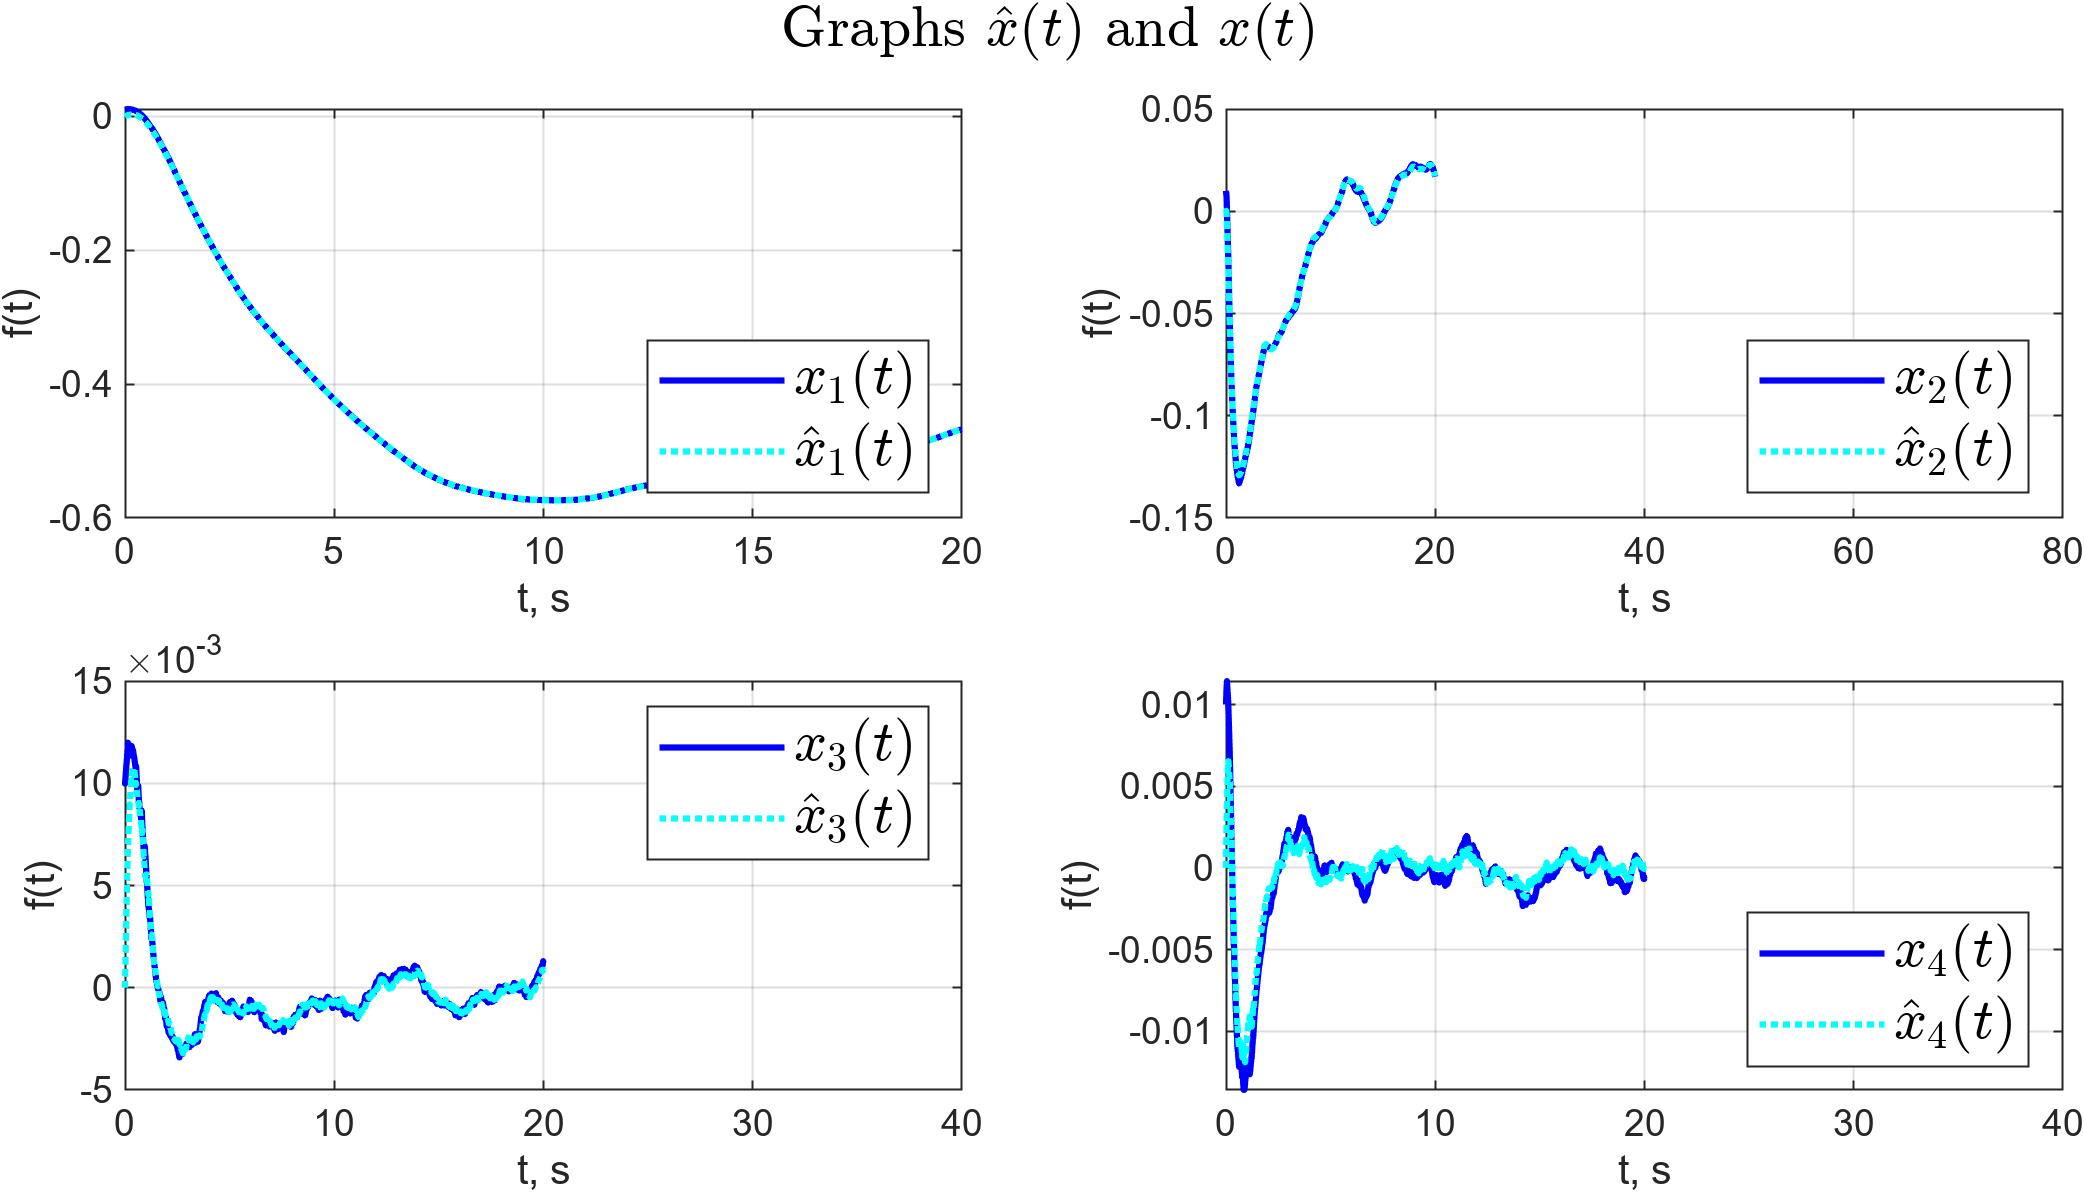 Graphs x̂(t) and x(t)
0
-0.2
-0.4
-0.6
f(t)
0 5 10 15 20
t, s
x₁(t)
x̂₁(t)
0.05
0
-0.05
-0.1
-0.15
f(t)
0 20 40 60 80
t, s
x₂(t)
x̂₂(t)
×10⁻³
15
10
5
0
-5
f(t)
0 10 20 30 40
t, s
x₃(t)
x̂₃(t)
0.01
0.005
0
-0.005
-0.01
f(t)
0 10 20 30 40
t, s
x₄(t)
x̂₄(t)